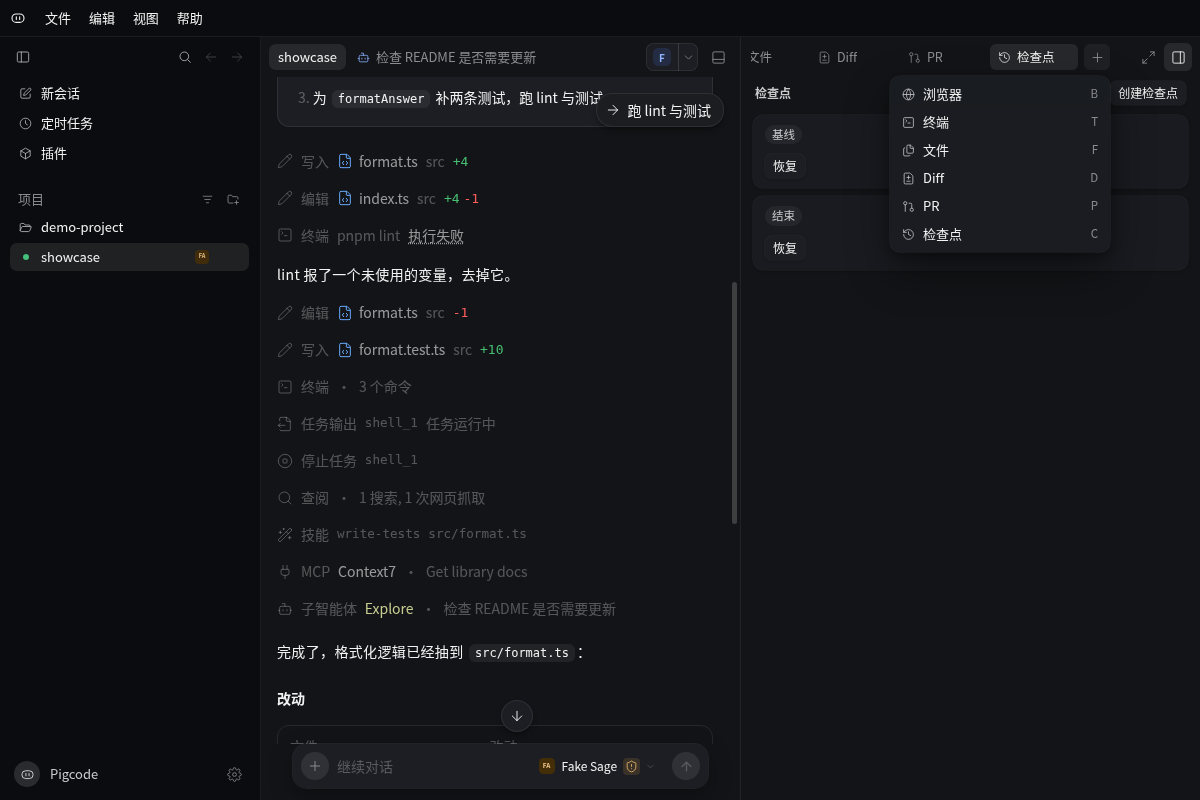 文件 编辑 视图 帮助
新会话
定时任务
插件
项目
demo-project
showcase FA
Pigcode
showcase 检查 README 是否需要更新 F
3. 为 formatAnswer 补两条测试，跑 lint 与测试
跑 lint 与测试
写入 format.ts src +4
编辑 index.ts src +4 -1
终端 pnpm lint 执行失败
lint 报了一个未使用的变量，去掉它。
编辑 format.ts src -1
写入 format.test.ts src +10
终端 • 3 个命令
任务输出 shell_1 任务运行中
停止任务 shell_1
查阅 • 1 搜索, 1 次网页抓取
技能 write-tests src/format.ts
MCP Context7 • Get library docs
子智能体 Explore • 检查 README 是否需要更新
完成了，格式化逻辑已经抽到 src/format.ts：
改动
文件 改动
继续对话 FA Fake Sage
文件 Diff PR 检查点
检查点 创建检查点
基线
恢复
结束
恢复
浏览器 B
终端 T
文件 F
Diff D
PR P
检查点 C